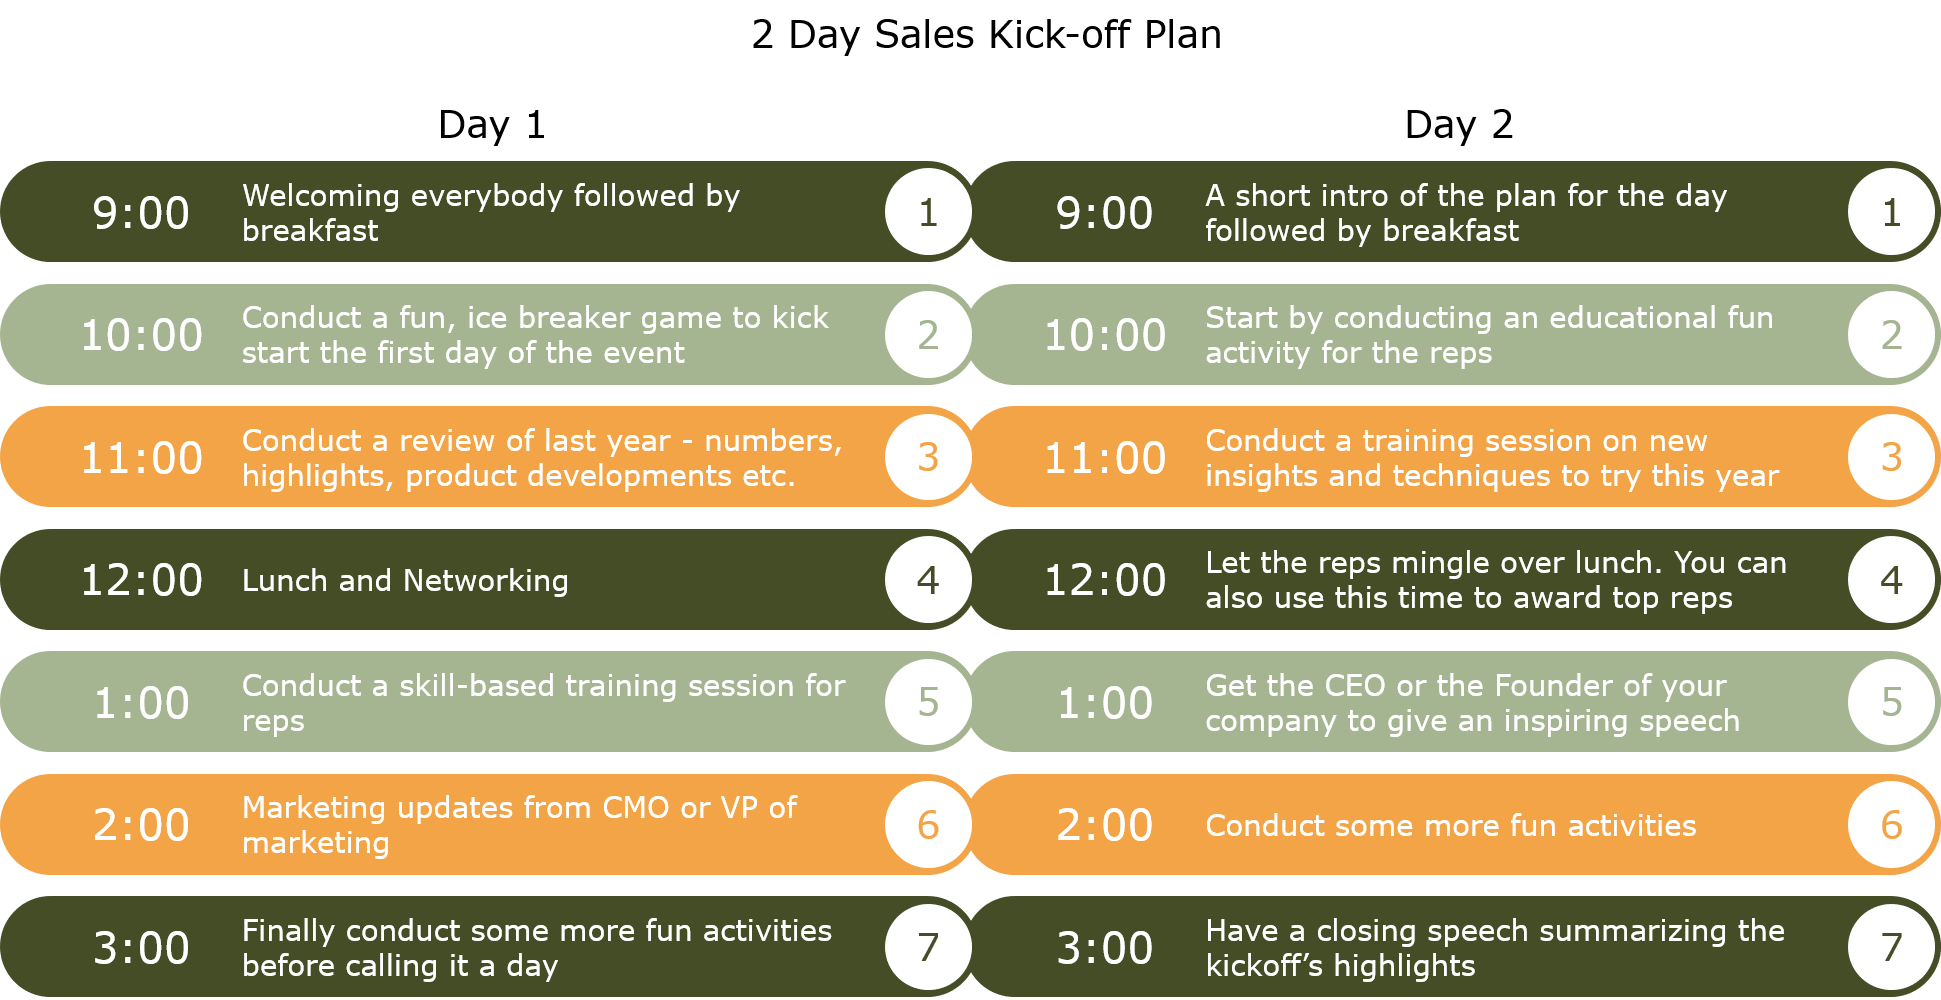 2 Day Sales Kick-off Plan
Day 1
9:00
Welcoming everybody followed by
breakfast
1
10:00
Conduct a fun, ice breaker game to kick
start the first day of the event
2
11:00
Conduct a review of last year - numbers,
highlights, product developments etc.
3
12:00
Lunch and Networking
4
1:00
Conduct a skill-based training session for
reps
5
2:00
Marketing updates from CMO or VP of
marketing
6
3:00
Finally conduct some more fun activities
before calling it a day
7
Day 2
9:00
A short intro of the plan for the day
followed by breakfast
1
10:00
Start by conducting an educational fun
activity for the reps
2
11:00
Conduct a training session on new
insights and techniques to try this year
3
12:00
Let the reps mingle over lunch. You can
also use this time to award top reps
4
1:00
Get the CEO or the Founder of your
company to give an inspiring speech
5
2:00
Conduct some more fun activities
6
3:00
Have a closing speech summarizing the
kickoff’s highlights
7